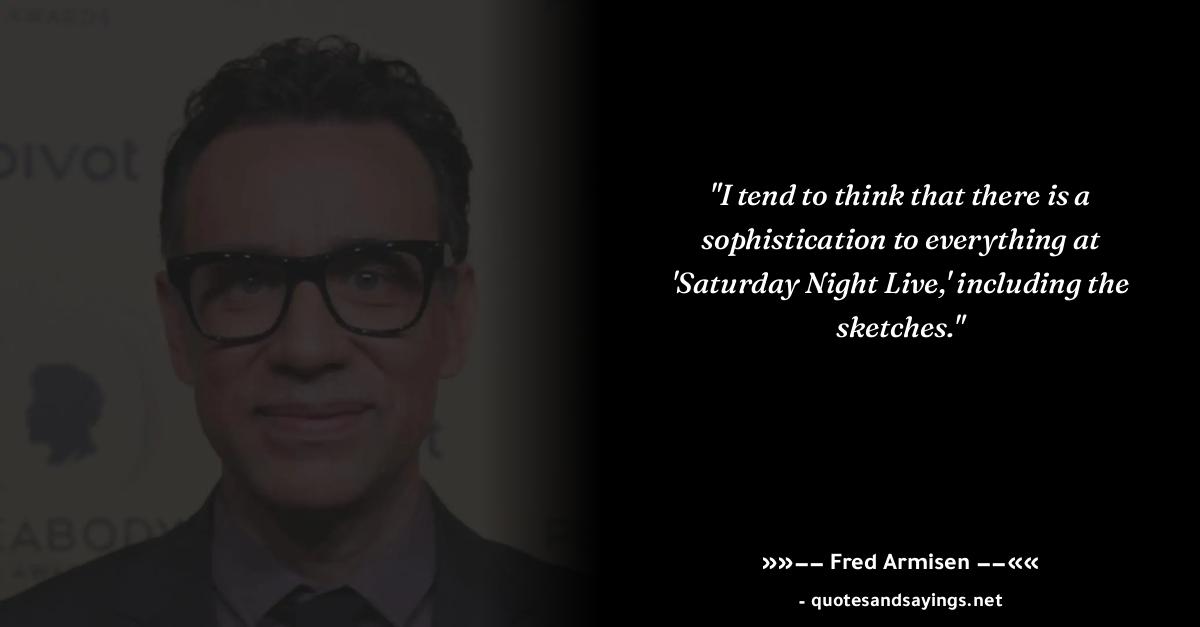 AWARDS
pivot
"I tend to think that there is a
sophistication to everything at
'Saturday Night Live,' including the
sketches."
t
EABODY
»»–– Fred Armisen ––««
- quotesandsayings.net